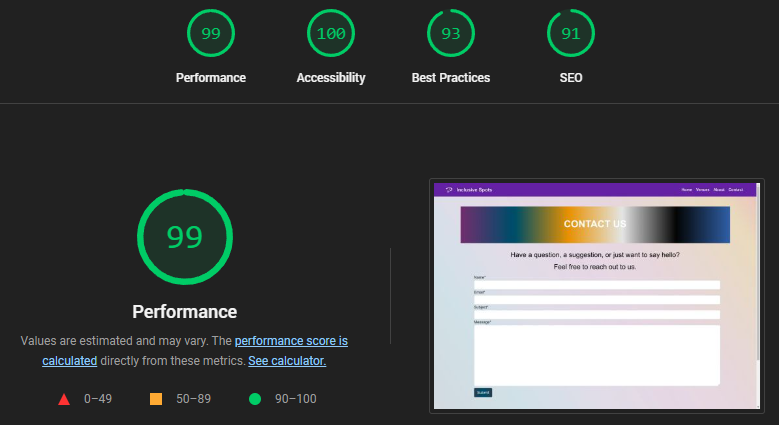 99 100 93 91
Performance Accessibility Best Practices SEO
99
Performance
Values are estimated and may vary. The performance score is
calculated directly from these metrics. See calculator.
0–49 50–89 90–100
Inclusive Spots Home Venues About Contact
CONTACT US
Have a question, a suggestion, or just want to say hello?
Feel free to reach out to us.
Name*
Email*
Subject*
Message*
Submit